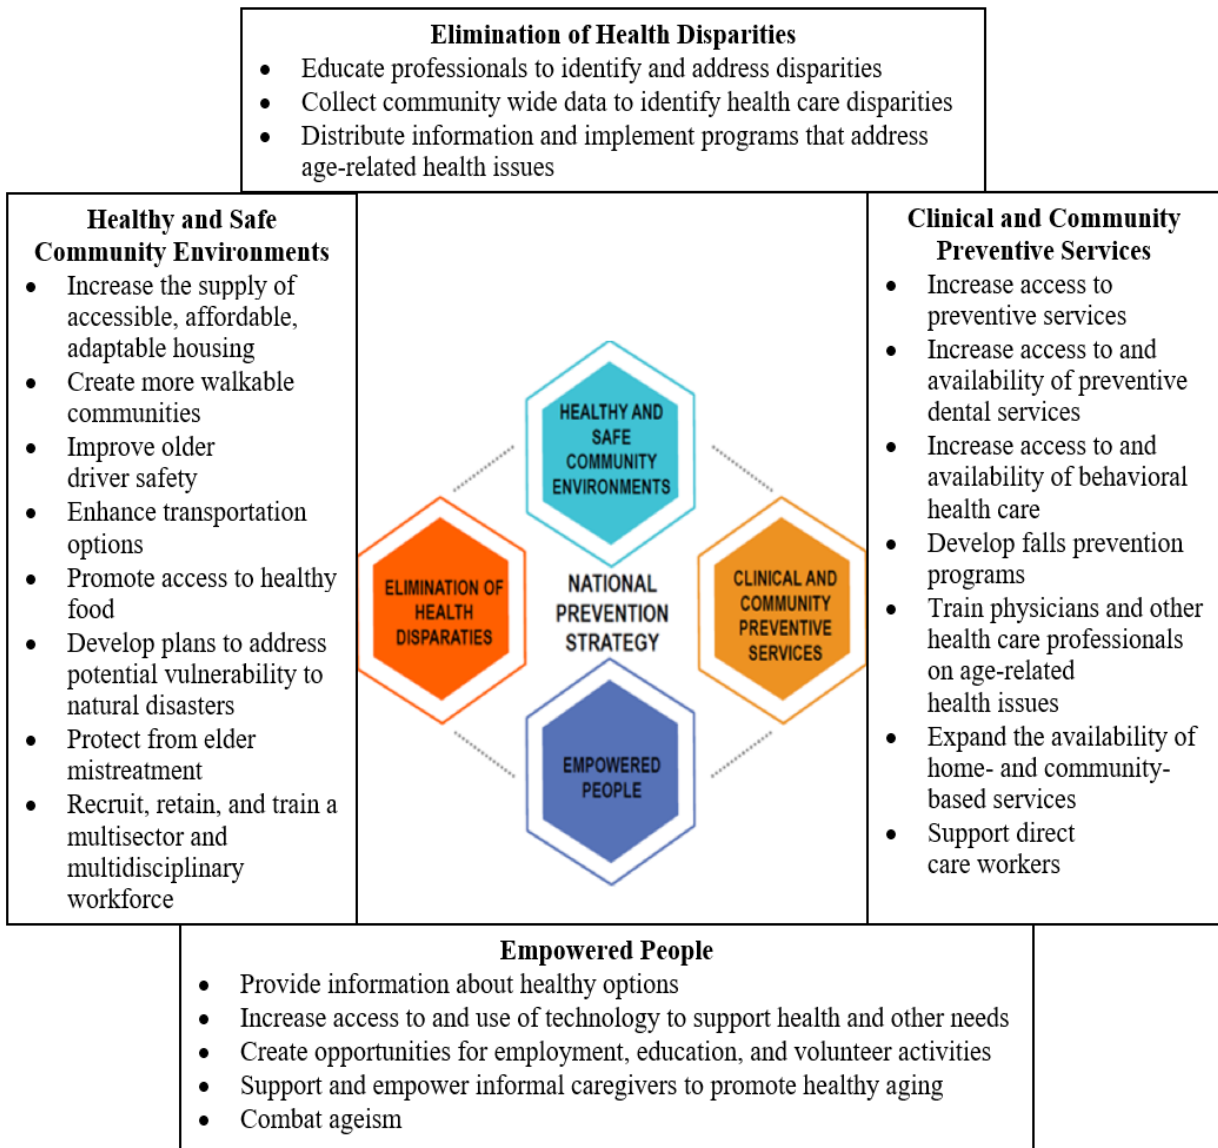 Elimination of Health Disparities
• Educate professionals to identify and address disparities
• Collect community wide data to identify health care disparities
• Distribute information and implement programs that address
age-related health issues
Healthy and Safe
Community Environments
• Increase the supply of
accessible, affordable,
adaptable housing
• Create more walkable
communities
• Improve older
driver safety
• Enhance transportation
options
• Promote access to healthy
food
• Develop plans to address
potential vulnerability to
natural disasters
• Protect from elder
mistreatment
• Recruit, retain, and train a
multisector and
multidisciplinary
workforce
HEALTHY AND
SAFE
COMMUNITY
ENVIRONMENTS
ELIMINATION OF
HEALTH
DISPARATIES
NATIONAL
PREVENTION
STRATEGY
CLINICAL AND
COMMUNITY
PREVENTIVE
SERVICES
EMPOWERED
PEOPLE
Clinical and Community
Preventive Services
• Increase access to
preventive services
• Increase access to and
availability of preventive
dental services
• Increase access to and
availability of behavioral
health care
• Develop falls prevention
programs
• Train physicians and other
health care professionals
on age-related
health issues
• Expand the availability of
home- and community-
based services
• Support direct
care workers
Empowered People
• Provide information about healthy options
• Increase access to and use of technology to support health and other needs
• Create opportunities for employment, education, and volunteer activities
• Support and empower informal caregivers to promote healthy aging
• Combat ageism